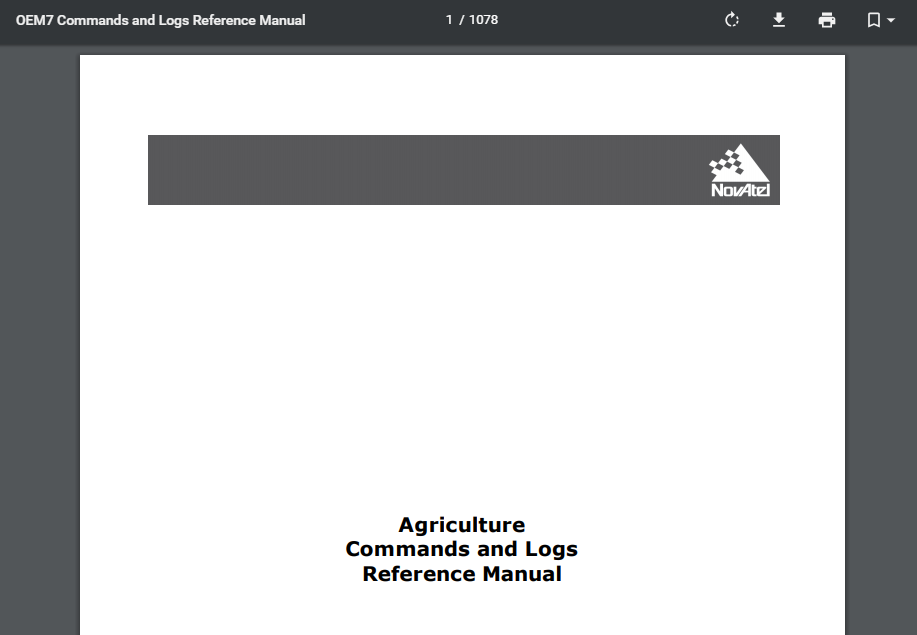 OEM7 Commands and Logs Reference Manual
1 / 1078
NovAtel
Agriculture
Commands and Logs
Reference Manual